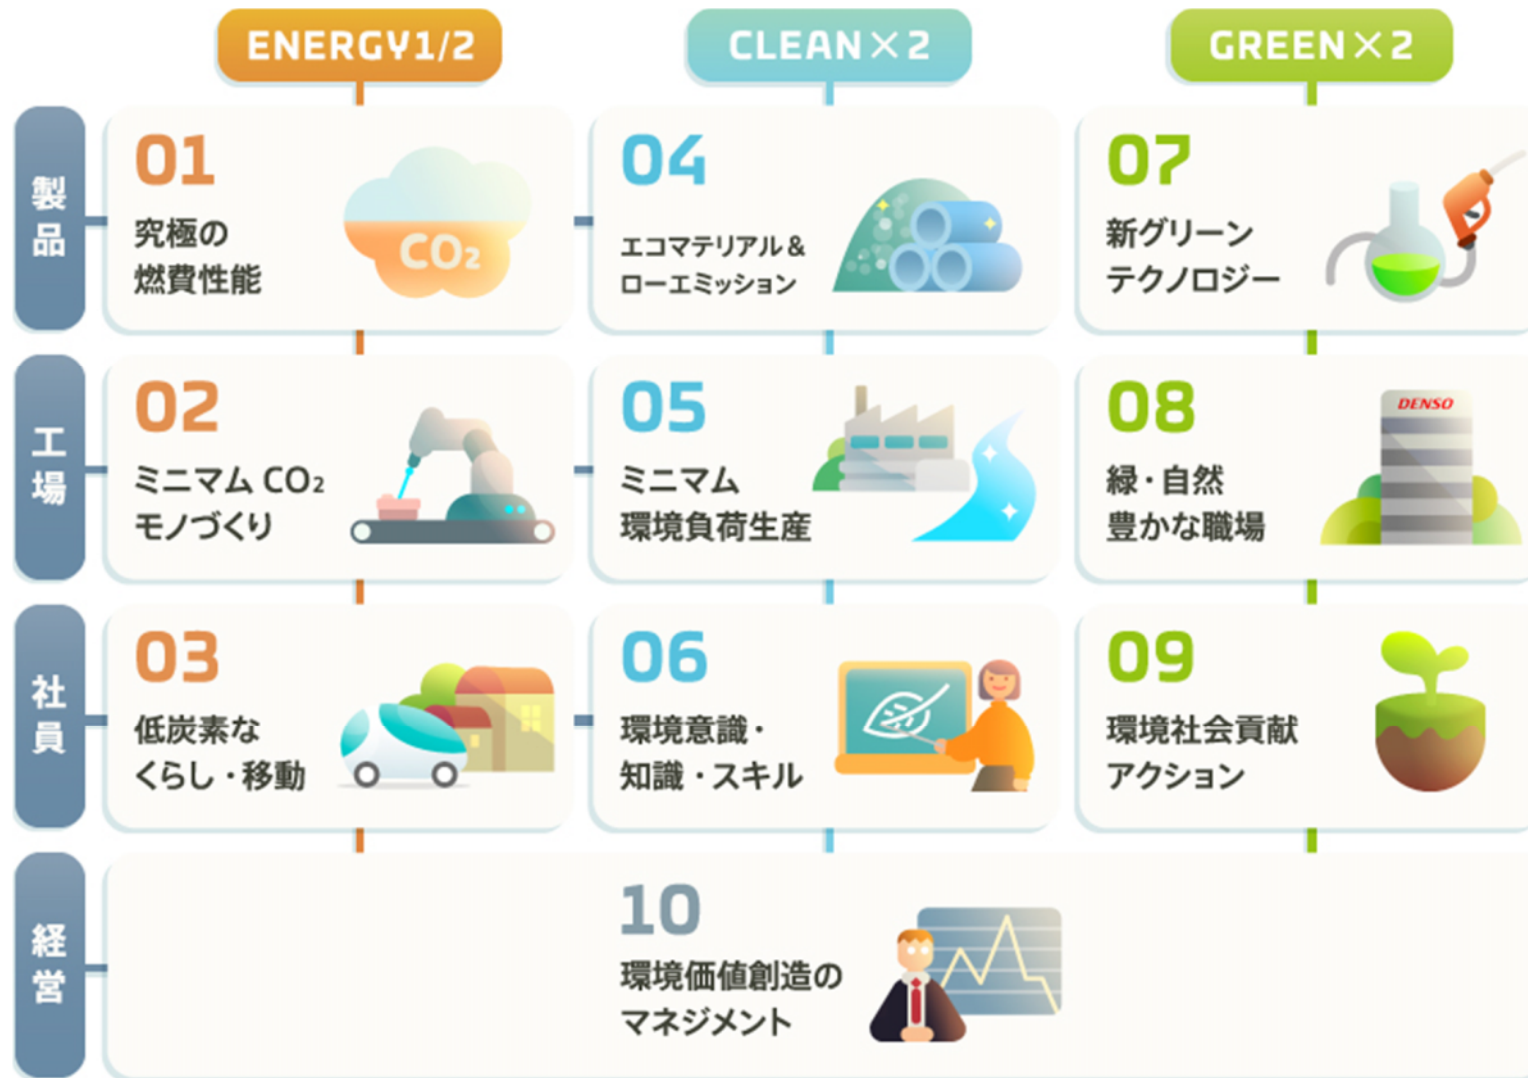 ENERGY1/2
CLEAN×2
GREEN×2
製品
01
究極の
燃費性能
CO₂
04
エコマテリアル&
ローエミッション
07
新グリーン
テクノロジー
工場
02
ミニマム CO₂
モノづくり
05
ミニマム
環境負荷生産
08
緑・自然
豊かな職場
DENSO
社員
03
低炭素な
くらし・移動
06
環境意識・
知識・スキル
09
環境社会貢献
アクション
経営
10
環境価値創造の
マネジメント